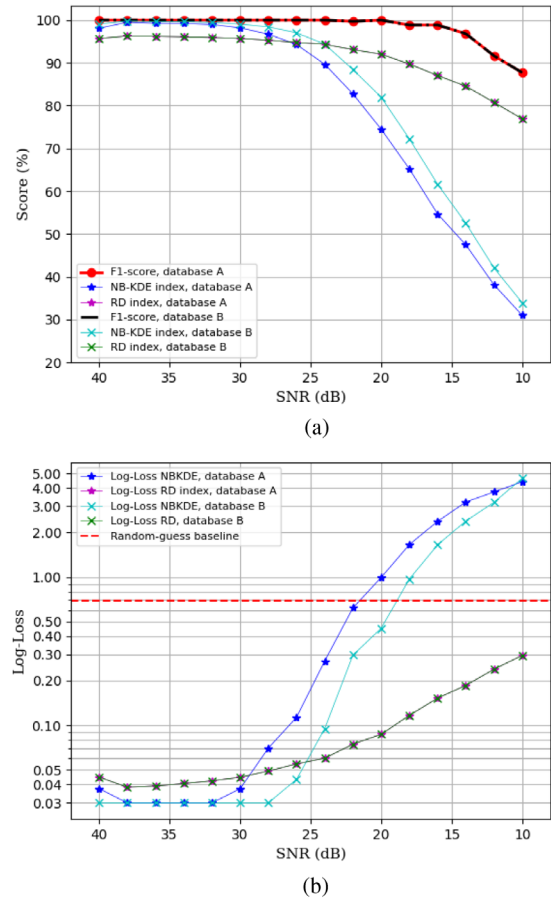 100
90
80
70
60
50
40
30
20
Score (%)
F1-score, database A
NB-KDE index, database A
RD index, database A
F1-score, database B
NB-KDE index, database B
RD index, database B
40 35 30 25 20 15 10
SNR (dB)
(a)
5.00
4.00
3.00
2.00
1.00
0.50
0.30
0.20
0.10
0.05
0.04
0.03
Log-Loss
Log-Loss NBKDE, database A
Log-Loss RD index, database A
Log-Loss NBKDE, database B
Log-Loss RD, database B
Random-guess baseline
40 35 30 25 20 15 10
SNR (dB)
(b)